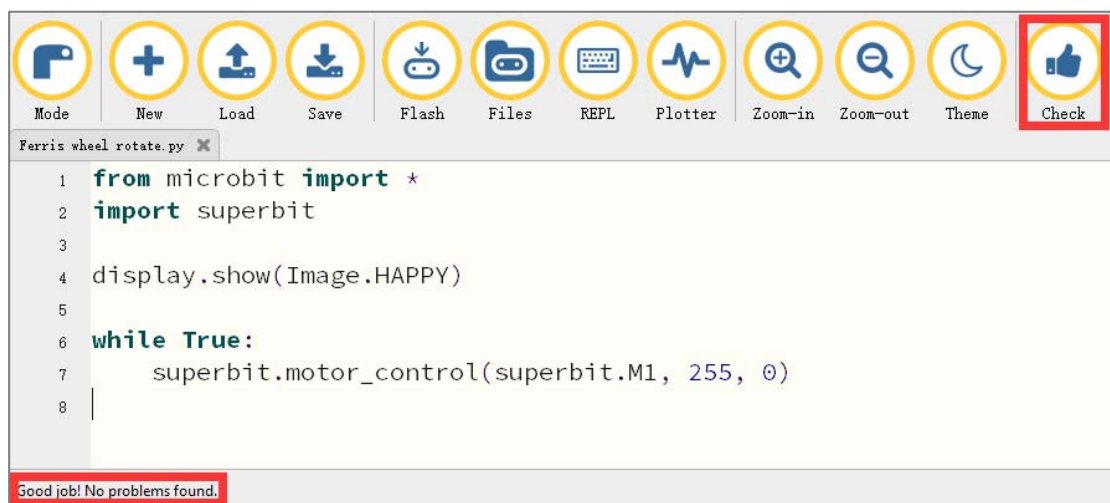 Mode New Load Save Flash Files REPL Plotter Zoom-in Zoom-out Theme Check
Ferris wheel rotate.py
1 from microbit import *
2 import superbit
3
4 display.show(Image.HAPPY)
5
6 while True:
7     superbit.motor_control(superbit.M1, 255, 0)
8
Good job! No problems found.